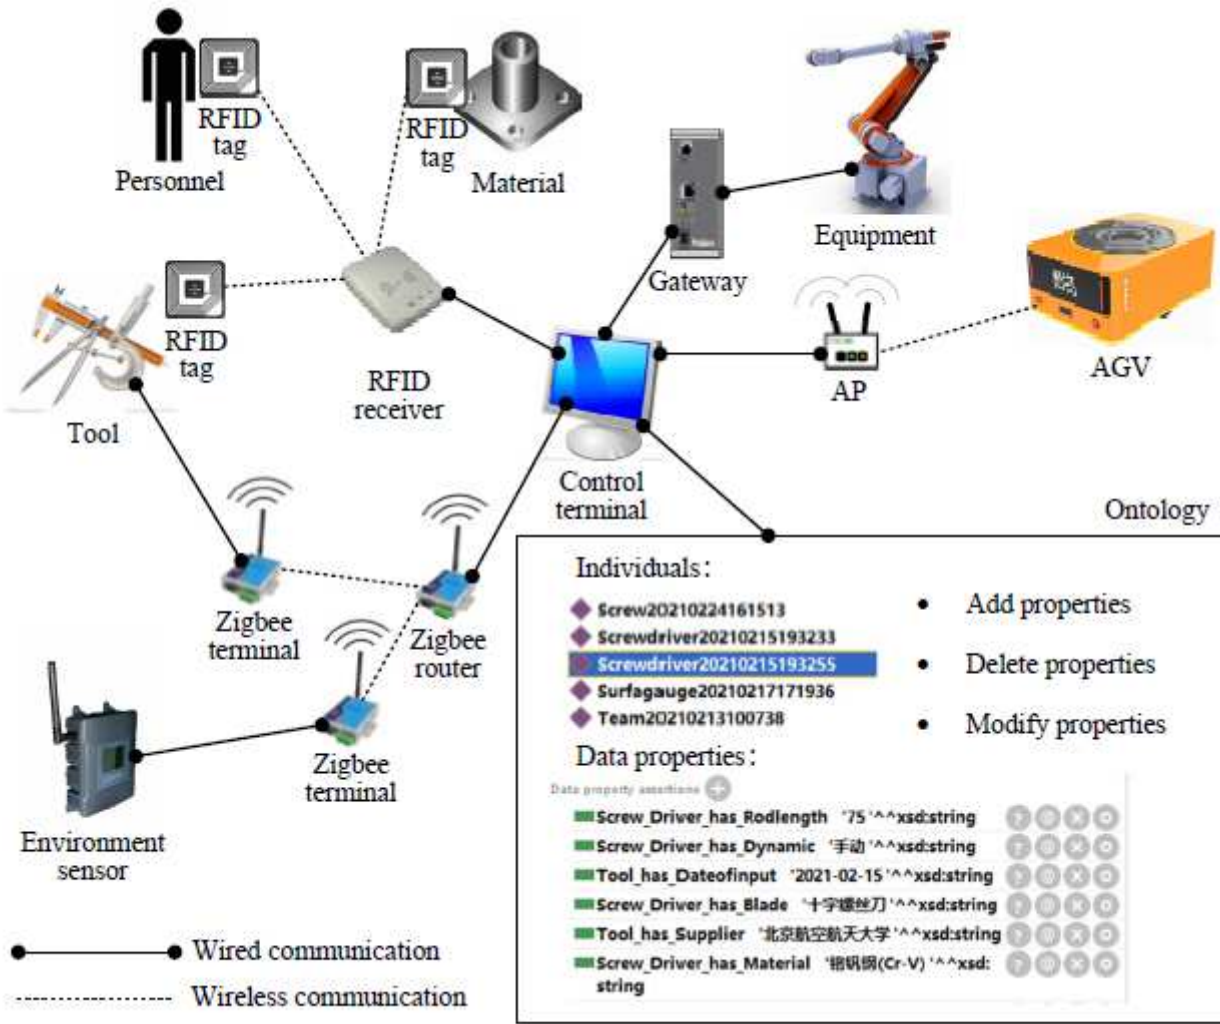 RFID
tag
Personnel
RFID
tag
Material
Gateway
Equipment
AP
AGV
RFID
tag
Tool
RFID
receiver
Control
terminal
Zigbee
terminal
Zigbee
router
Zigbee
terminal
Environment
sensor
Wired communication
Wireless communication
Ontology
Individuals:
Screw20210224161513
Screwdriver20210215193233
Screwdriver20210215193255
Surfagauge20210217171936
Team20210213100738
• Add properties
• Delete properties
• Modify properties
Data properties:
Data property assertions
Screw_Driver_has_Rodlength '75'^^xsd:string
Screw_Driver_has_Dynamic '手动'^^xsd:string
Tool_has_Dateofinput '2021-02-15'^^xsd:string
Screw_Driver_has_Blade '十字螺丝刀'^^xsd:string
Tool_has_Supplier '北京航空航天大学'^^xsd:string
Screw_Driver_has_Material '铬钒钢(Cr-V)'^^xsd:
string